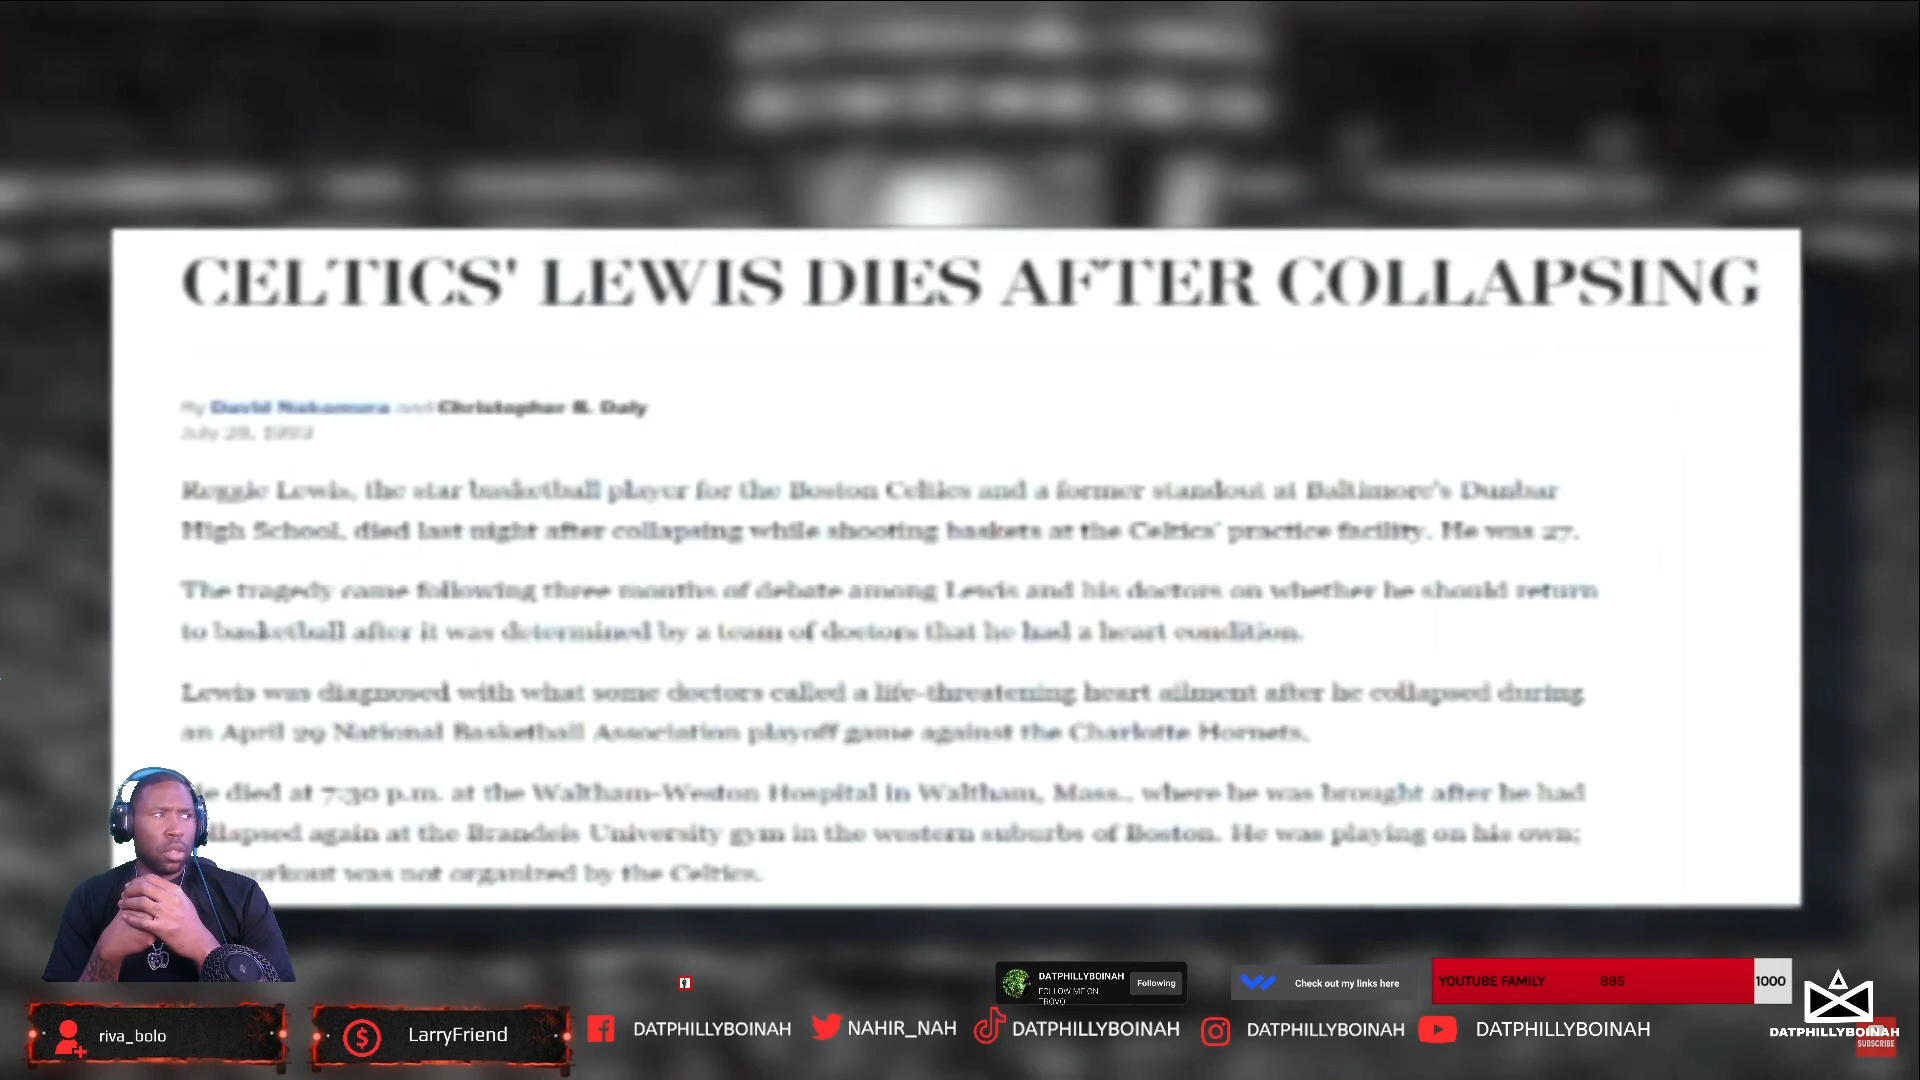 CELTICS' LEWIS DIES AFTER COLLAPSING
By David Nakamura and Christopher B. Daly
July 28, 1993
Reggie Lewis, the star basketball player for the Boston Celtics and a former standout at Baltimore's Dunbar
High School, died last night after collapsing while shooting baskets at the Celtics' practice facility. He was 27.
The tragedy came following three months of debate among Lewis and his doctors on whether he should return
to basketball after it was determined by a team of doctors that he had a heart condition.
Lewis was diagnosed with what some doctors called a life-threatening heart ailment after he collapsed during
an April 29 National Basketball Association playoff game against the Charlotte Hornets.
died at 7:30 p.m. at the Waltham-Weston Hospital in Waltham, Mass., where he was brought after he had
collapsed again at the Brandeis University gym in the western suburbs of Boston. He was playing on his own;
workout was not organized by the Celtics.
DATPHILLYBOINAH
FOLLOW ME ON
TROVO
Following
Check out my links here
YOUTUBE FAMILY 895 1000
riva_bolo
LarryFriend
DATPHILLYBOINAH
NAHIR_NAH
DATPHILLYBOINAH
DATPHILLYBOINAH
DATPHILLYBOINAH
DATPHILLYBOINAH
SUBSCRIBE